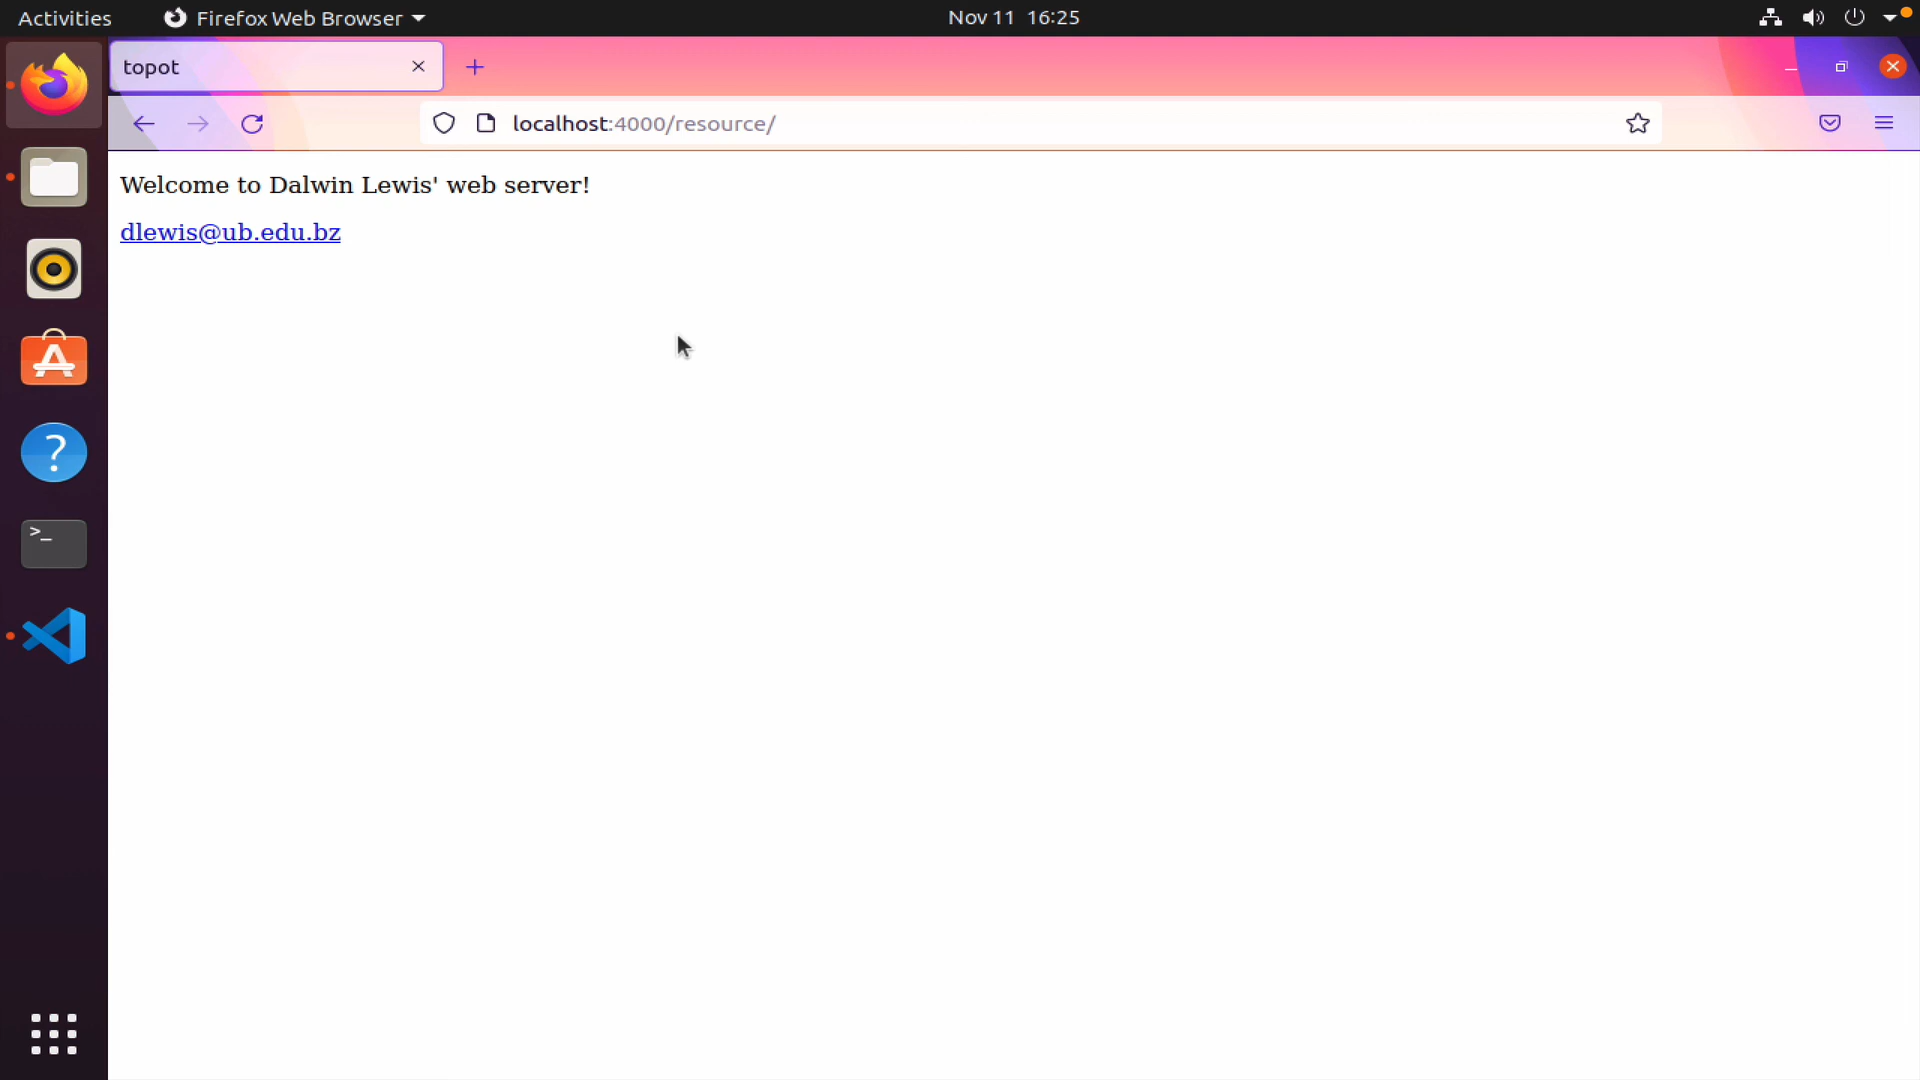 Activities Firefox Web Browser Nov 11 16:25
topot
localhost:4000/resource/
Welcome to Dalwin Lewis' web server!
dlewis@ub.edu.bz